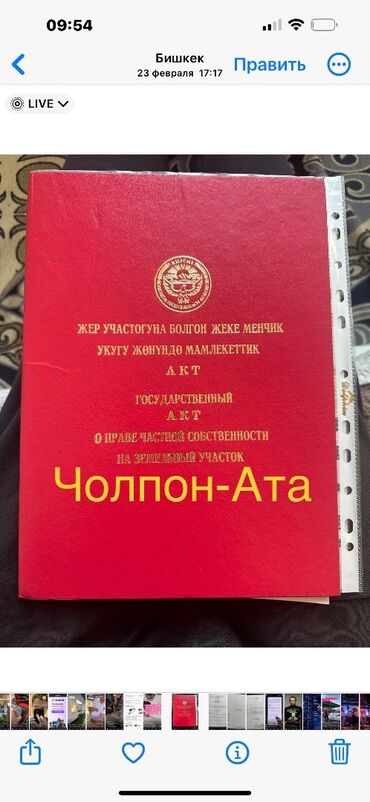 09:54
Бишкек
23 февраля 17:17
Править
LIVE
ЖЕР УЧАСТОГУНА БОЛГОН ЖЕКЕ МЕНЧИК
УКУГУ ЖӨНҮНДӨ МАМЛЕКЕТТИК
АКТ
ГОСУДАРСТВЕННЫЙ
АКТ
О ПРАВЕ ЧАСТНОЙ СОБСТВЕННОСТИ
НА ЗЕМЕЛЬНЫЙ УЧАСТОК
Чолпон-Ата